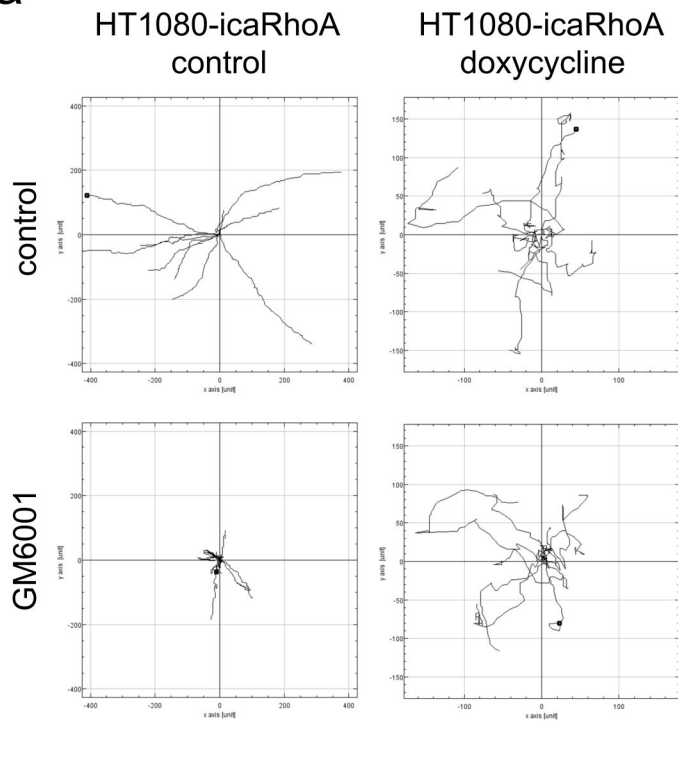 a
HT1080-icaRhoA
control
HT1080-icaRhoA
doxycycline
control
y axis [unit]
400
200
0
-200
-400
-400 -200 0 200 400
x axis [unit]
y axis [unit]
150
100
50
0
-50
-100
-150
-100 0 100
x axis [unit]
GM6001
y axis [unit]
400
200
0
-200
-400
-400 -200 0 200 400
x axis [unit]
y axis [unit]
150
100
50
0
-50
-100
-150
-100 0 100
x axis [unit]